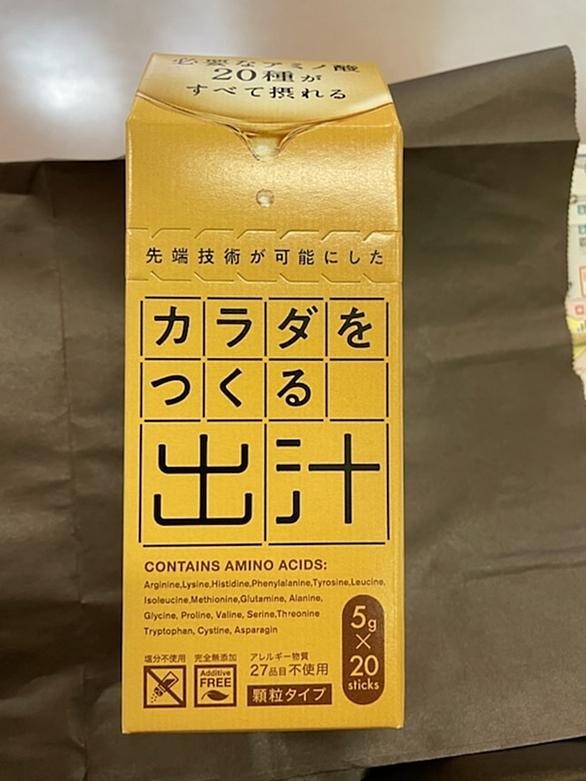 必要なアミノ酸
20種が
すべて摂れる
先端技術が可能にした
カラダを
つくる
出汁
CONTAINS AMINO ACIDS:
Arginine,Lysine,Histidine,Phenylalanine,Tyrosine,Leucine,
Isoleucine,Methionine,Glutamine, Alanine,
Glycine, Proline, Valine, Serine,Threonine
Tryptophan, Cystine, Asparagin
5g
×
20
sticks
塩分不使用
完全無添加
Additive
FREE
アレルギー物質
27品目不使用
顆粒タイプ